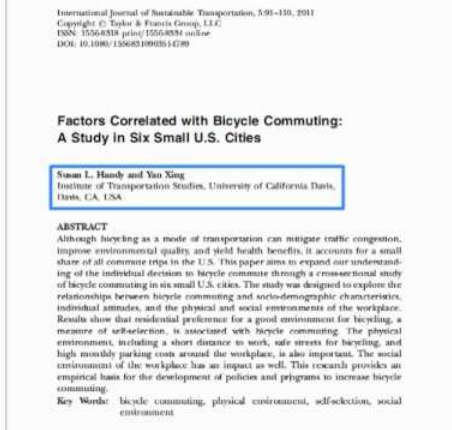 International Journal of Sustainable Transportation, 5:91–110, 2011
Copyright © Taylor & Francis Group, LLC
ISSN: 1556-8318 print/1556-8334 online
DOI: 10.1080/15568310903514789
Factors Correlated with Bicycle Commuting:
A Study in Six Small U.S. Cities
Susan L. Handy and Yan Xing
Institute of Transportation Studies, University of California Davis,
Davis, CA, USA
ABSTRACT
Although bicycling as a mode of transportation can mitigate traffic congestion,
improve environmental quality, and yield health benefits, it accounts for a small
share of all commute trips in the U.S. This paper aims to expand our understand-
ing of the individual decision to bicycle commute through a cross-sectional study
of bicycle commuting in six small U.S. cities. The study was designed to explore the
relationships between bicycle commuting and socio-demographic characteristics,
individual attitudes, and the physical and social environments of the workplace.
Results show that residential preference for a good environment for bicycling, a
measure of self-selection, is associated with bicycle commuting. The physical
environment, including a short distance to work, safe streets for bicycling, and
high monthly parking costs around the workplace, is also important. The social
environment of the workplace has an impact as well. This research provides an
empirical basis for the development of policies and programs to increase bicycle
commuting.
Key Words: bicycle commuting, physical environment, self-selection, social
environment